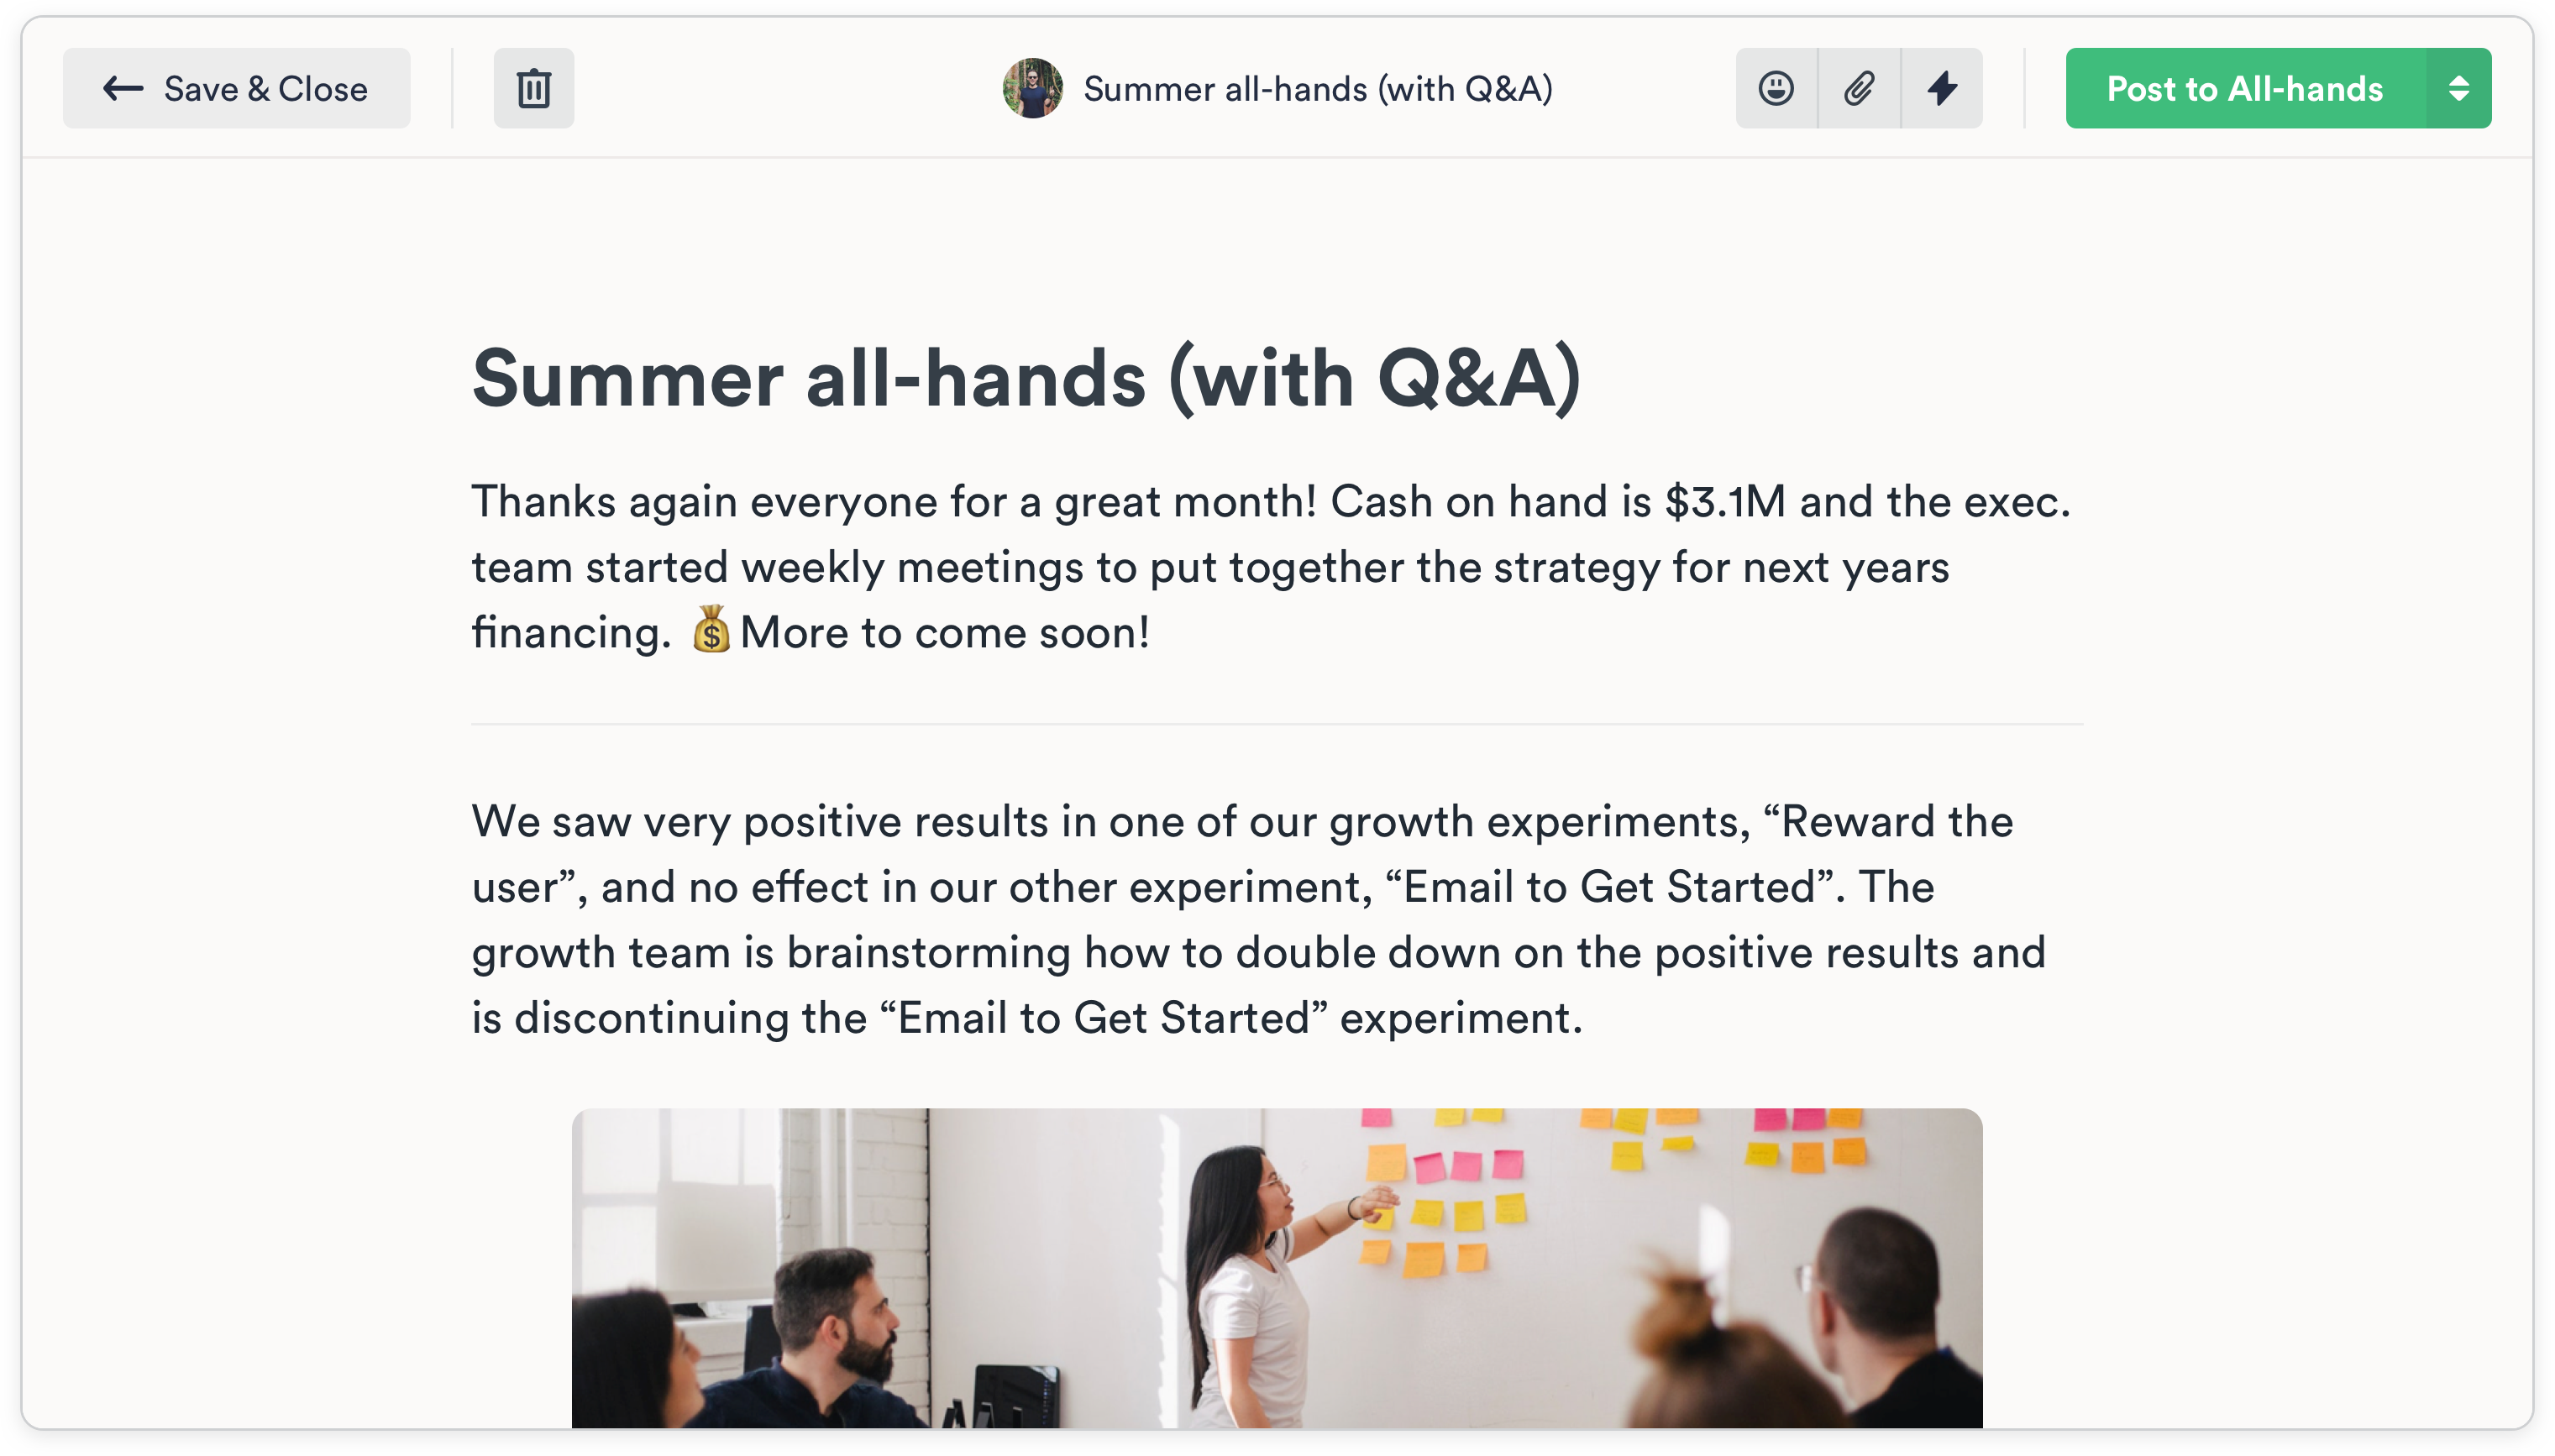 Save & Close
Summer all-hands (with Q&A)
Post to All-hands
Summer all-hands (with Q&A)
Thanks again everyone for a great month! Cash on hand is $3.1M and the exec.
team started weekly meetings to put together the strategy for next years
financing. 💰 More to come soon!
We saw very positive results in one of our growth experiments, “Reward the
user”, and no effect in our other experiment, “Email to Get Started”. The
growth team is brainstorming how to double down on the positive results and
is discontinuing the “Email to Get Started” experiment.